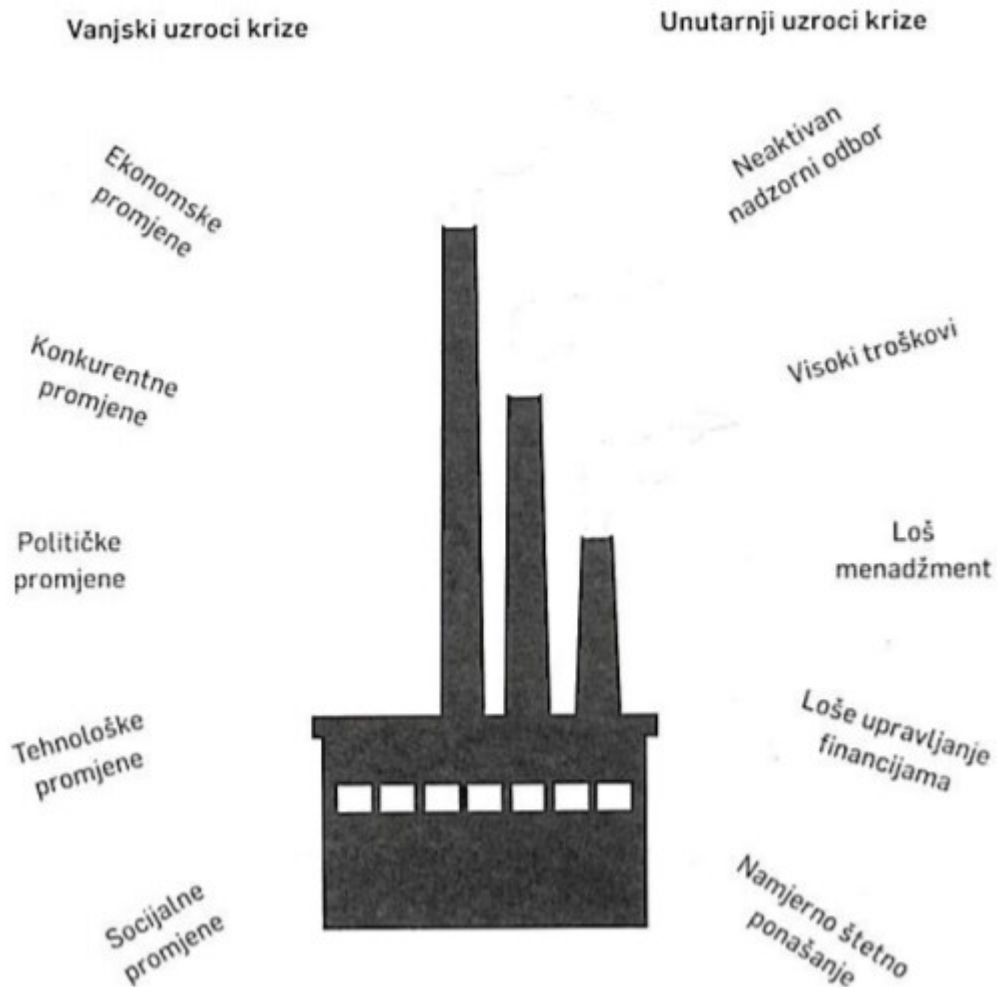 Vanjski uzroci krize
Ekonomske
promjene
Konkurentne
promjene
Političke
promjene
Tehnološke
promjene
Socijalne
promjene
Unutarnji uzroci krize
Neaktivan
nadzorni odbor
Visoki troškovi
Loš
menadžment
Loše upravljanje
financijama
Namjerno štetno
ponašanje